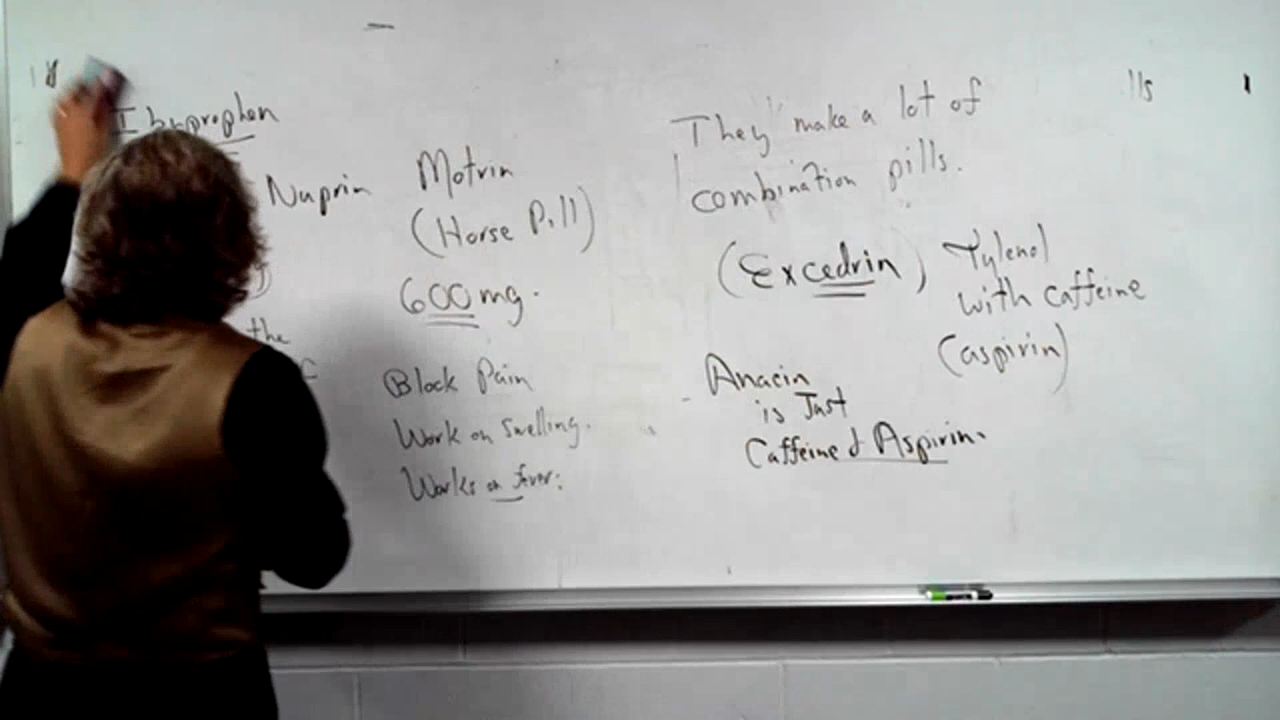 Ibuprophen
Nuprin
Motrin
(Horse Pill)
600 mg.
the
Block Pain
Work on Swelling.
Works on fever.
They make a lot of
combination pills.
(Excedrin) Tylenol
with caffeine
(aspirin)
Anacin
is Just
Caffeine & Aspirin.